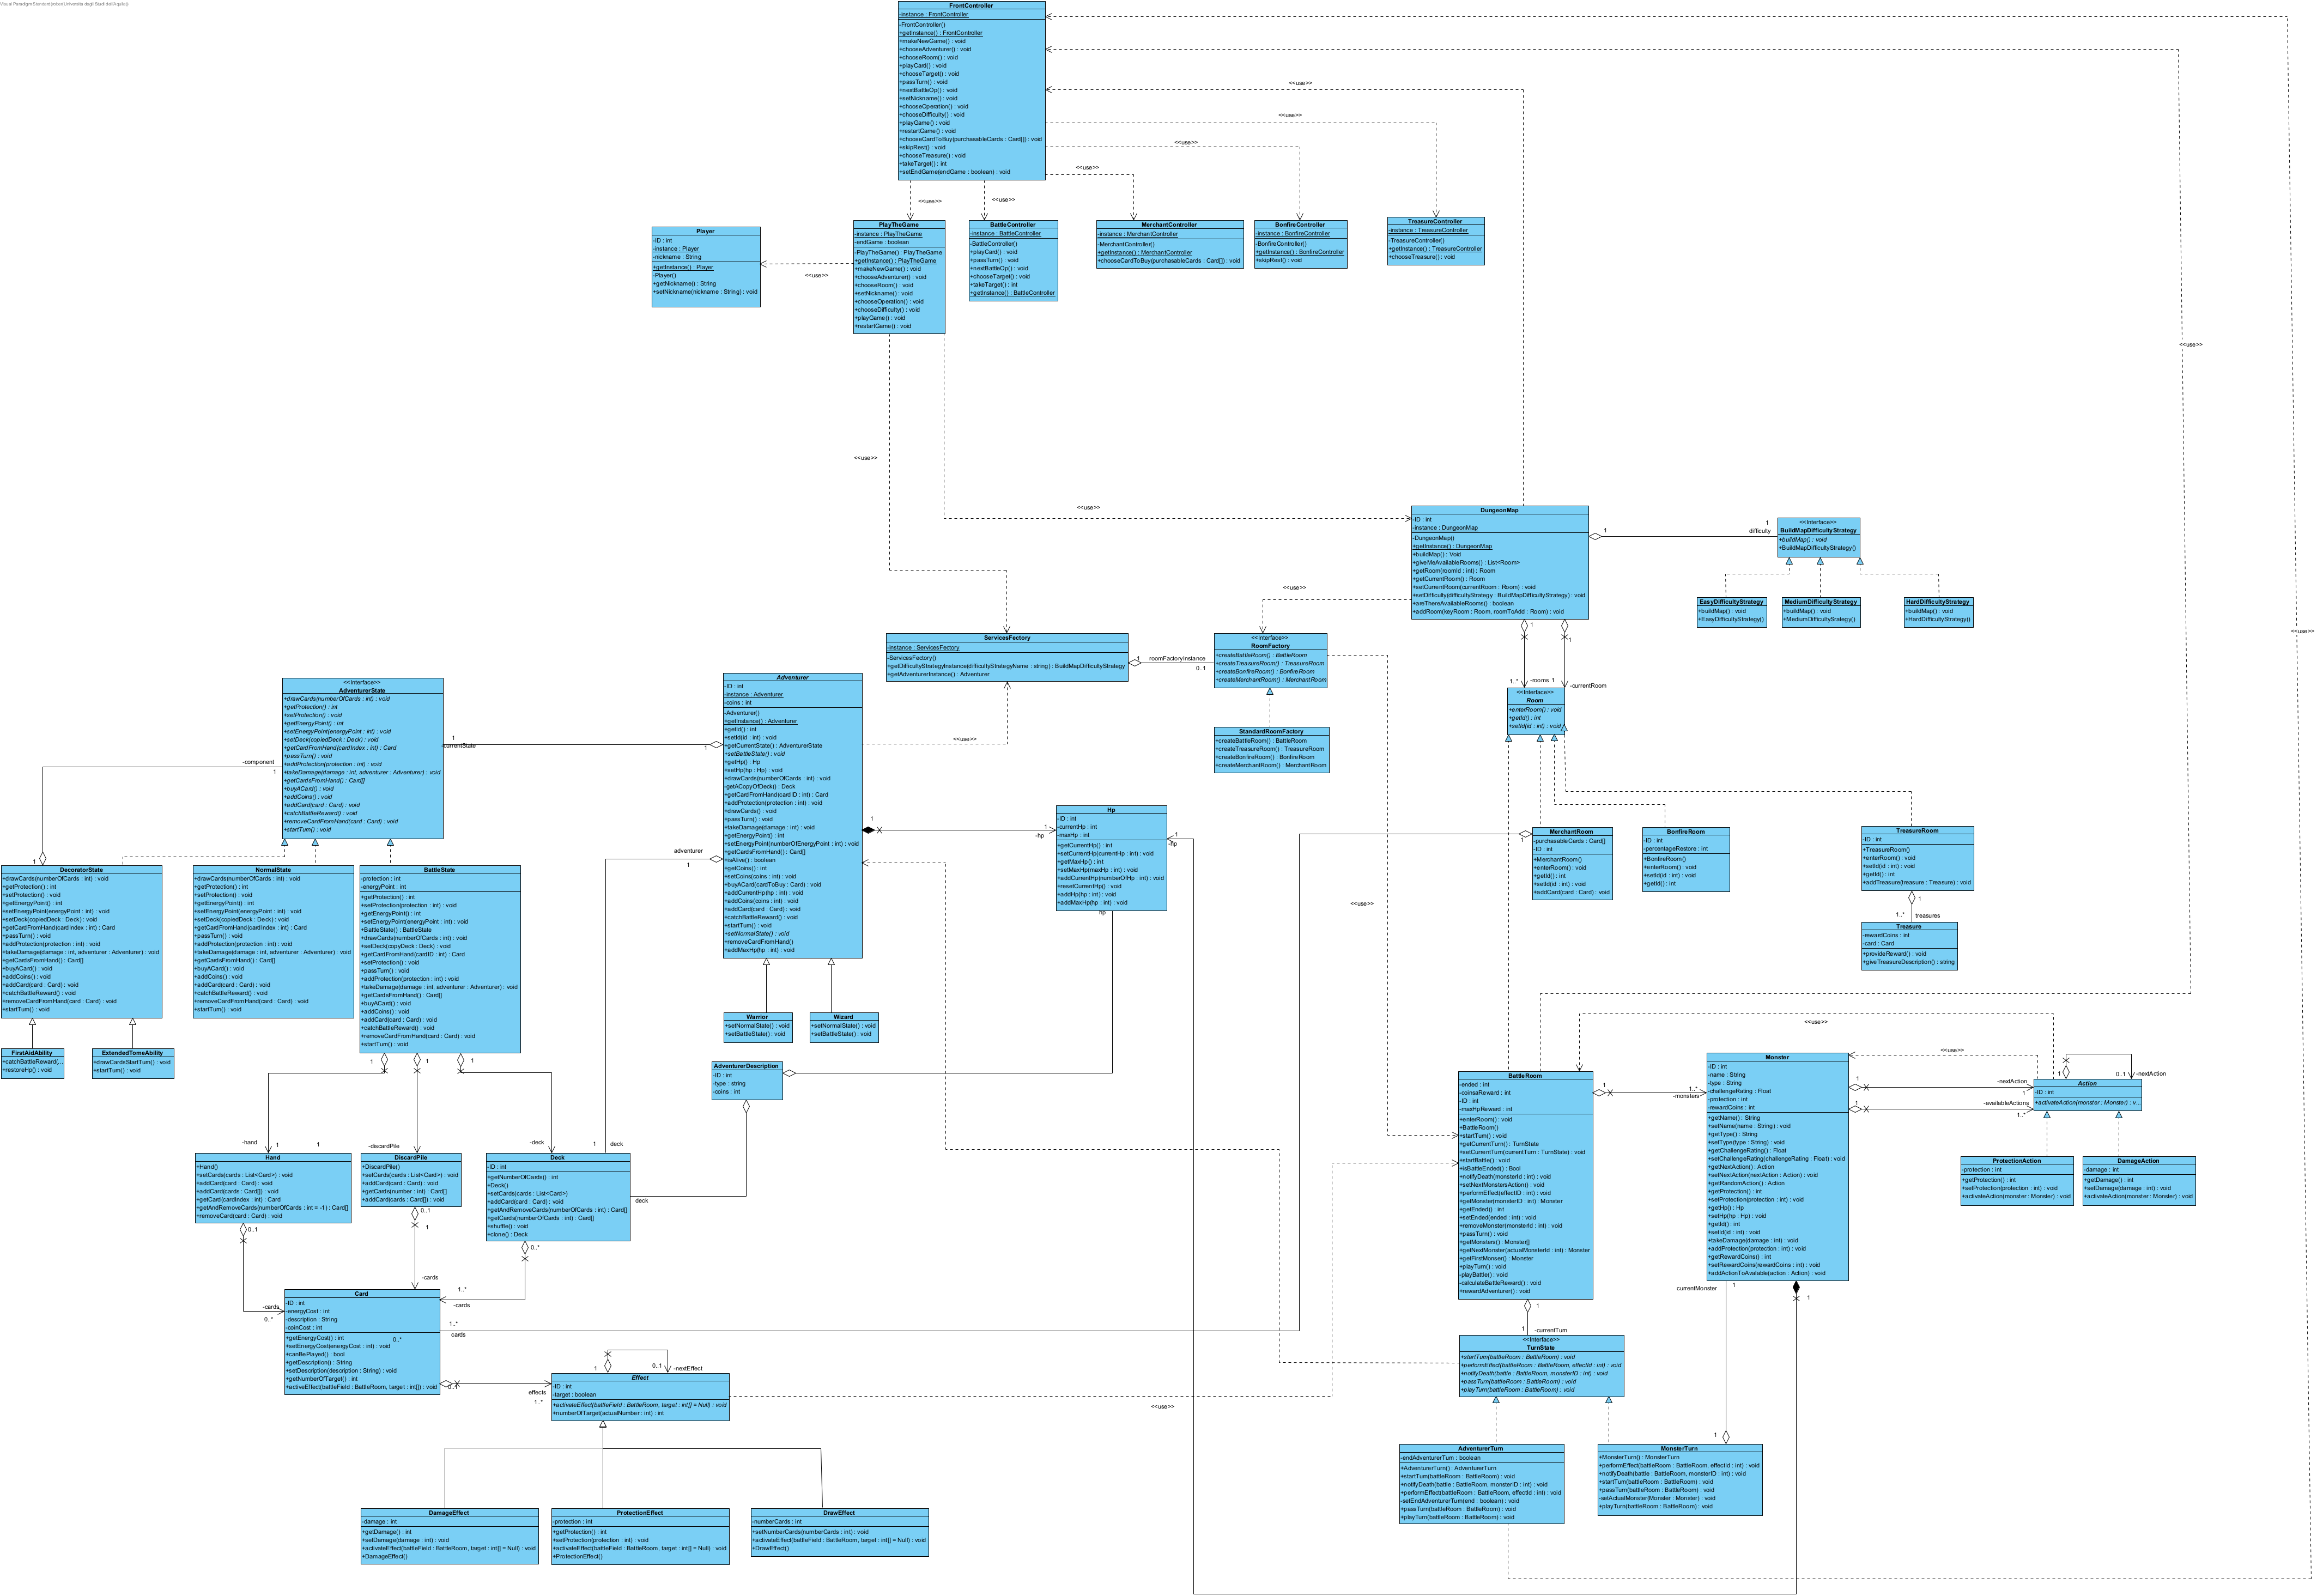 Visual Paradigm Standard(united(Università degli Studi dell'Aquila))
FrontController
-instance : FrontController
-FrontController()
+getInstance() : FrontController
+makeNewGame() : void
+chooseAdventurer() : void
+chooseRoom() : void
+playCard() : void
+chooseTarget() : void
+passTurn() : void
+nextBattleOp() : void
+setNickname() : void
+chooseOperation() : void
+chooseDifficulty() : void
+playGame() : void
+restartGame() : void
+chooseCardToBuy(purchasableCards : Card[]) : void
+skipRest() : void
+chooseTreasure() : void
+takeTarget() : int
+setEndGame(endGame : boolean) : void
<<use>>
<<use>>
<<use>>
<<use>>
<<use>>
<<use>>
<<use>>
<<use>>
Player
-ID : int
-instance : Player
-nickname : String
+getInstance() : Player
-Player()
+getNickname() : String
+setNickname(nickname : String) : void
<<use>>
PlayTheGame
-instance : PlayTheGame
-endGame : boolean
-PlayTheGame() : PlayTheGame
+getInstance() : PlayTheGame
+makeNewGame() : void
+chooseAdventurer() : void
+chooseRoom() : void
+setNickname() : void
+chooseOperation() : void
+chooseDifficulty() : void
+playGame() : void
+restartGame() : void
BattleController
-instance : BattleController
-BattleController()
+playCard() : void
+passTurn() : void
+nextBattleOp() : void
+chooseTarget() : void
+takeTarget() : int
+getInstance() : BattleController
MerchantController
-instance : MerchantController
-MerchantController()
+getInstance() : MerchantController
+chooseCardToBuy(purchasableCards : Card[]) : void
BonfireController
-instance : BonfireController
-BonfireController()
+getInstance() : BonfireController
+skipRest() : void
TreasureController
-instance : TreasureController
-TreasureController()
+getInstance() : TreasureController
+chooseTreasure() : void
<<use>>
<<use>>
DungeonMap
-ID : int
-instance : DungeonMap
-DungeonMap()
+getInstance() : DungeonMap
+buildMap() : Void
+giveMeAvailableRooms() : List<Room>
+getRoom(roomId : int) : Room
+getCurrentRoom() : Room
+setCurrentRoom(currentRoom : Room) : void
+setDifficulty(difficultyStrategy : BuildMapDifficultyStrategy) : void
+areThereAvailableRooms() : boolean
+addRoom(keyRoom : Room, roomToAdd : Room) : void
1
1
difficulty
<<Interface>>
BuildMapDifficultyStrategy
+buildMap() : void
+BuildMapDifficultyStrategy()
EasyDifficultyStrategy
+buildMap() : void
+EasyDifficultyStrategy()
MediumDifficultyStrategy
+buildMap() : void
+MediumDifficultySrategy()
HardDifficultyStrategy
+buildMap() : void
+HardDifficultyStrategy()
<<use>>
ServicesFectory
-instance : ServicesFectory
-ServicesFectory()
+getDifficultyStrategyInstance(difficultyStrategyName : string) : BuildMapDifficultyStrategy
+getAdventurerInstance() : Adventurer
1
roomFactoryInstance
0..1
<<Interface>>
RoomFactory
+createBattleRoom() : BattleRoom
+createTreasureRoom() : TreasureRoom
+createBonfireRoom() : BonfireRoom
+createMerchantRoom() : MerchantRoom
StandardRoomFactory
+createBattleRoom() : BattleRoom
+createTreasureRoom() : TreasureRoom
+createBonfireRoom() : BonfireRoom
+createMerchantRoom() : MerchantRoom
1
1
1..*
-rooms
1
-currentRoom
<<Interface>>
Room
+enterRoom() : void
+getId() : int
+setId(id : int) : void
<<Interface>>
AdventurerState
+drawCards(numberOfCards : int) : void
+getProtection() : int
+setProtection() : void
+getEnergyPoint() : int
+setEnergyPoint(energyPoint : int) : void
+setDeck(copiedDeck : Deck) : void
+getCardFromHand(cardIndex : int) : Card
+passTurn() : void
+addProtection(protection : int) : void
+takeDamage(damage : int, adventurer : Adventurer) : void
+getCardsFromHand() : Card[]
+buyACard() : void
+addCoins() : void
+addCard(card : Card) : void
+catchBattleReward() : void
+removeCardFromHand(card : Card) : void
+startTurn() : void
1
-currentState
1
-component
1
1
Adventurer
-ID : int
-instance : Adventurer
-coins : int
-Adventurer()
+getInstance() : Adventurer
+getId() : int
+setId(id : int) : void
+getCurrentState() : AdventurerState
+setBattleState() : void
+getHp() : Hp
+setHp(hp : Hp) : void
+drawCards(numberOfCards : int) : void
-getACopyOfDeck() : Deck
+getCardFromHand(cardID : int) : Card
+addProtection(protection : int) : void
+drawCards() : void
+passTurn() : void
+takeDamage(damage : int) : void
+getEnergyPoint() : int
+setEnergyPoint(numberOfEnergyPoint : int) : void
+getCardsFromHand() : Card[]
+isAlive() : boolean
+getCoins() : int
+setCoins(coins : int) : void
+buyACard(cardToBuy : Card) : void
+addCurrentHp(hp : int) : void
+addCoins(coins : int) : void
+addCard(card : Card) : void
+catchBattleReward() : void
+startTurn() : void
+setNormalState() : void
+removeCardFromHand()
+addMaxHp(hp : int) : void
<<use>>
adventurer
1
1
1
-hp
Hp
-ID : int
-currentHp : int
-maxHp : int
+getCurrentHp() : int
+setCurrentHp(currentHp : int) : void
+getMaxHp() : int
+setMaxHp(maxHp : int) : void
+addCurrentHp(numberOfHp : int) : void
+resetCurrentHp() : void
+addHp(hp : int) : void
+addMaxHp(hp : int) : void
hp
1
-hp
1
MerchantRoom
-purchasableCards : Card[]
-ID : int
+MerchantRoom()
+enterRoom() : void
+getId() : int
+setId(id : int) : void
+addCard(card : Card) : void
BonfireRoom
-ID : int
-percentageRestore : int
+BonfireRoom()
+enterRoom() : void
+setId(id : int) : void
+getId() : int
TreasureRoom
-ID : int
+TreasureRoom()
+enterRoom() : void
+setId(id : int) : void
+getId() : int
+addTreasure(treasure : Treasure) : void
1
1..*
treasures
Treasure
-rewardCoins : int
-card : Card
+provideReward() : void
+giveTreasureDescription() : string
DecoratorState
+drawCards(numberOfCards : int) : void
+getProtection() : int
+setProtection() : void
+getEnergyPoint() : int
+setEnergyPoint(energyPoint : int) : void
+setDeck(copiedDeck : Deck) : void
+getCardFromHand(cardIndex : int) : Card
+passTurn() : void
+addProtection(protection : int) : void
+takeDamage(damage : int, adventurer : Adventurer) : void
+getCardsFromHand() : Card[]
+buyACard() : void
+addCoins() : void
+addCard(card : Card) : void
+catchBattleReward() : void
+removeCardFromHand(card : Card) : void
+startTurn() : void
NormalState
+drawCards(numberOfCards : int) : void
+getProtection() : int
+setProtection() : void
+getEnergyPoint() : int
+setEnergyPoint(energyPoint : int) : void
+setDeck(copiedDeck : Deck) : void
+getCardFromHand(cardIndex : int) : Card
+passTurn() : void
+addProtection(protection : int) : void
+takeDamage(damage : int, adventurer : Adventurer) : void
+getCardsFromHand() : Card[]
+buyACard() : void
+addCoins() : void
+addCard(card : Card) : void
+catchBattleReward() : void
+removeCardFromHand(card : Card) : void
+startTurn() : void
BattleState
-protection : int
-energyPoint : int
+getProtection() : int
+setProtection(protection : int) : void
+getEnergyPoint() : int
+setEnergyPoint(energyPoint : int) : void
+BattleState() : BattleState
+drawCards(numberOfCards : int) : void
+setDeck(copyDeck : Deck) : void
+getCardFromHand(cardID : int) : Card
+setProtection() : void
+passTurn() : void
+addProtection(protection : int) : void
+takeDamage(damage : int, adventurer : Adventurer) : void
+getCardsFromHand() : Card[]
+buyACard() : void
+addCoins() : void
+addCard(card : Card) : void
+catchBattleReward() : void
+removeCardFromHand(card : Card) : void
+startTurn() : void
FirstAidAbility
+catchBattleReward(...
+restoreHp() : void
ExtendedTomeAbility
+drawCardsStartTurn() : void
+startTurn() : void
Warrior
+setNormalState() : void
+setBattleState() : void
Wizard
+setNormalState() : void
+setBattleState() : void
AdventurerDescription
-ID : int
-type : string
-coins : int
<<use>>
1
1
1
-hand
1
1
-discardPile
-deck
1
deck
deck
Hand
+Hand()
+setCards(cards : List<Card>) : void
+addCard(card : Card) : void
+addCard(cards : Card[]) : void
+getCard(cardIndex : int) : Card
+getAndRemoveCards(numberOfCards : int = -1) : Card[]
+removeCard(card : Card) : void
DiscardPile
+DiscardPile()
+setCards(cards : List<Card>) : void
+addCard(card : Card) : void
+getCards(number : int) : Card[]
+addCard(cards : Card[]) : void
Deck
-ID : int
+getNumberOfCards() : int
+Deck()
+setCards(cards : List<Card>)
+addCard(card : Card) : void
+getAndRemoveCards(numberOfCards : int) : Card[]
+getCards(numberOfCards : int) : Card[]
+shuffle() : void
+clone() : Deck
0..1
0..1
1
0..*
-cards
0..*
-cards
1..*
-cards
Card
-ID : int
-energyCost : int
-description : String
-coinCost : int
+getEnergyCost() : int
0..*
+setEnergyCost(energyCost : int) : void
+canBePlayed() : bool
+getDescription() : String
+setDescription(description : String) : void
+getNumberOfTarget() : int
+activeEffect(battleField : BattleRoom, target : int[]) : void
1..*
cards
0..1
effects
1..*
1
0..1
-nextEffect
Effect
-ID : int
-target : boolean
+activateEffect(battleField : BattleRoom, target : int[] = Null) : void
+numberOfTarget(actualNumber : int) : int
<<use>>
DamageEffect
-damage : int
+getDamage() : int
+setDamage(damage : int) : void
+activateEffect(battleField : BattleRoom, target : int[] = Null) : void
+DamageEffect()
ProtectionEffect
-protection : int
+getProtection() : int
+setProtection(protection : int) : void
+activateEffect(battleField : BattleRoom, target : int[] = Null) : void
+ProtectionEffect()
DrawEffect
-numberCards : int
+setNumberCards(numberCards : int) : void
+activateEffect(battleField : BattleRoom, target : int[] = Null) : void
+DrawEffect()
BattleRoom
-ended : int
-coinsaReward : int
-ID : int
-maxHpReward : int
+enterRoom() : void
+BattleRoom()
+startTurn() : void
+getCurrentTurn() : TurnState
+setCurrentTurn(curentTurn : TurnState) : void
+startBattle() : void
+isBattleEnded() : Bool
+notifyDeath(monsterId : int) : void
+setNextMonstersAction() : void
+performEffect(effectID : int) : void
+getMonster(monsterID : int) : Monster
+getEnded() : int
+setEnded(ended : int) : void
+removeMonster(monsterId : int) : void
+passTurn() : void
+getMonsters() : Monster[]
+getNextMonster(actualMonsterId : int) : Monster
+getFirstMonser() : Monster
+playTurn() : void
-playBattle() : void
-calculateBattleReward() : void
+rewardAdventurer() : void
<<use>>
<<use>>
1
1..*
-monsters
Monster
-ID : int
-name : String
-type : String
-challengeRating : Float
-protection : int
-rewardCoins : int
+getName() : String
+setName(name : String) : void
+getType() : String
+setType(type : String) : void
+getChallengeRating() : Float
+setChallengeRating(challengeRating : Float) : void
+getNextAction() : Action
+setNextAction(nextAction : Action) : void
+getRandomAction() : Action
+getProtection() : int
+setProtection(protection : int) : void
+getHp() : Hp
+setHp(hp : Hp) : void
+getId() : int
+setId(id : int) : void
+takeDamage(damage : int) : void
+addProtection(protection : int) : void
+getRewardCoins() : int
+setRewardCoins(rewardCoins : int) : void
+addActionToAvalable(action : Action) : void
1
-nextAction
1
1
-availableActions
1..*
1
0..1
-nextAction
Action
-ID : int
+activateAction(monster : Monster) : v...
ProtectionAction
-protection : int
+getProtection() : int
+setProtection(protection : int) : void
+activateAction(monster : Monster) : void
DamageAction
-damage : int
+getDamage() : int
+setDamage(damage : int) : void
+activateAction(monster : Monster) : void
currentMonster
1
1
1
1
-currentTurn
<<Interface>>
TurnState
+startTurn(battleRoom : BattleRoom) : void
+performEffect(battleRoom : BattleRoom, effectId : int) : void
+notifyDeath(battle : BattleRoom, monsterID : int) : void
+passTurn(battleRoom : BattleRoom) : void
+playTurn(battleRoom : BattleRoom) : void
1
AdventurerTurn
-endAdventurerTurn : boolean
+AdventurerTurn() : AdventurerTurn
+startTurn(battleRoom : BattleRoom) : void
+notifyDeath(battle : BattleRoom, monsterID : int) : void
+performEffect(battleRoom : BattleRoom, effectId : int) : void
-setEndAdventurerTurn(end : boolean) : void
+passTurn(battleRoom : BattleRoom) : void
+playTurn(battleRoom : BattleRoom) : void
MonsterTurn
+MonsterTurn() : MonsterTurn
+performEffect(battleRoom : BattleRoom, effectId : int) : void
+notifyDeath(battle : BattleRoom, monsterID : int) : void
+startTurn(battleRoom : BattleRoom) : void
+passTurn(battleRoom : BattleRoom) : void
-setActualMonster(Monster : Monster) : void
+playTurn(battleRoom : BattleRoom) : void